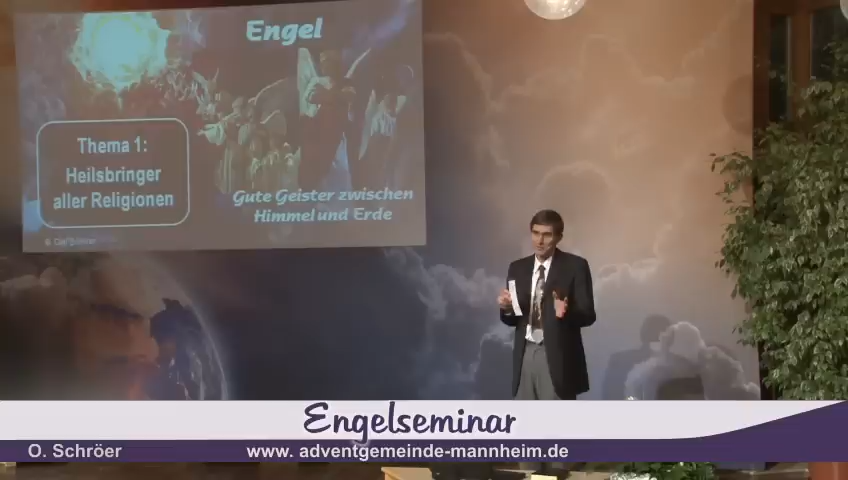 Engel
Thema 1:
Heilsbringer
aller Religionen
Gute Geister zwischen
Himmel und Erde
Engelseminar
O. Schröer
www. adventgemeinde-mannheim.de